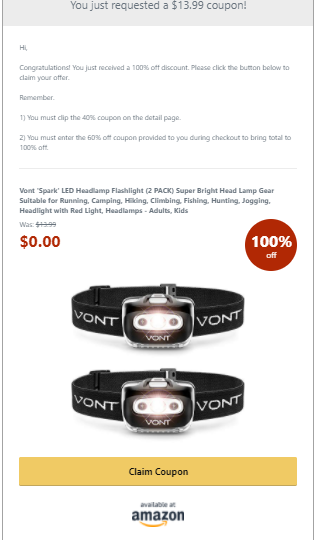 You just requested a $13.99 coupon!
Hi,
Congratulations! You just received a 100% off discount. Please click the button below to
claim your offer.
Remember.
1) You must clip the 40% coupon on the detail page.
2) You must enter the 60% off coupon provided to you during checkout to bring total to
100% off.
Vont 'Spark' LED Headlamp Flashlight (2 PACK) Super Bright Head Lamp Gear
Suitable for Running, Camping, Hiking, Climbing, Fishing, Hunting, Jogging,
Headlight with Red Light, Headlamps - Adults, Kids
Was: $13.99
$0.00
100%
off
VONT VONT
VONT
VONT VONT
VONT
Claim Coupon
available at
amazon